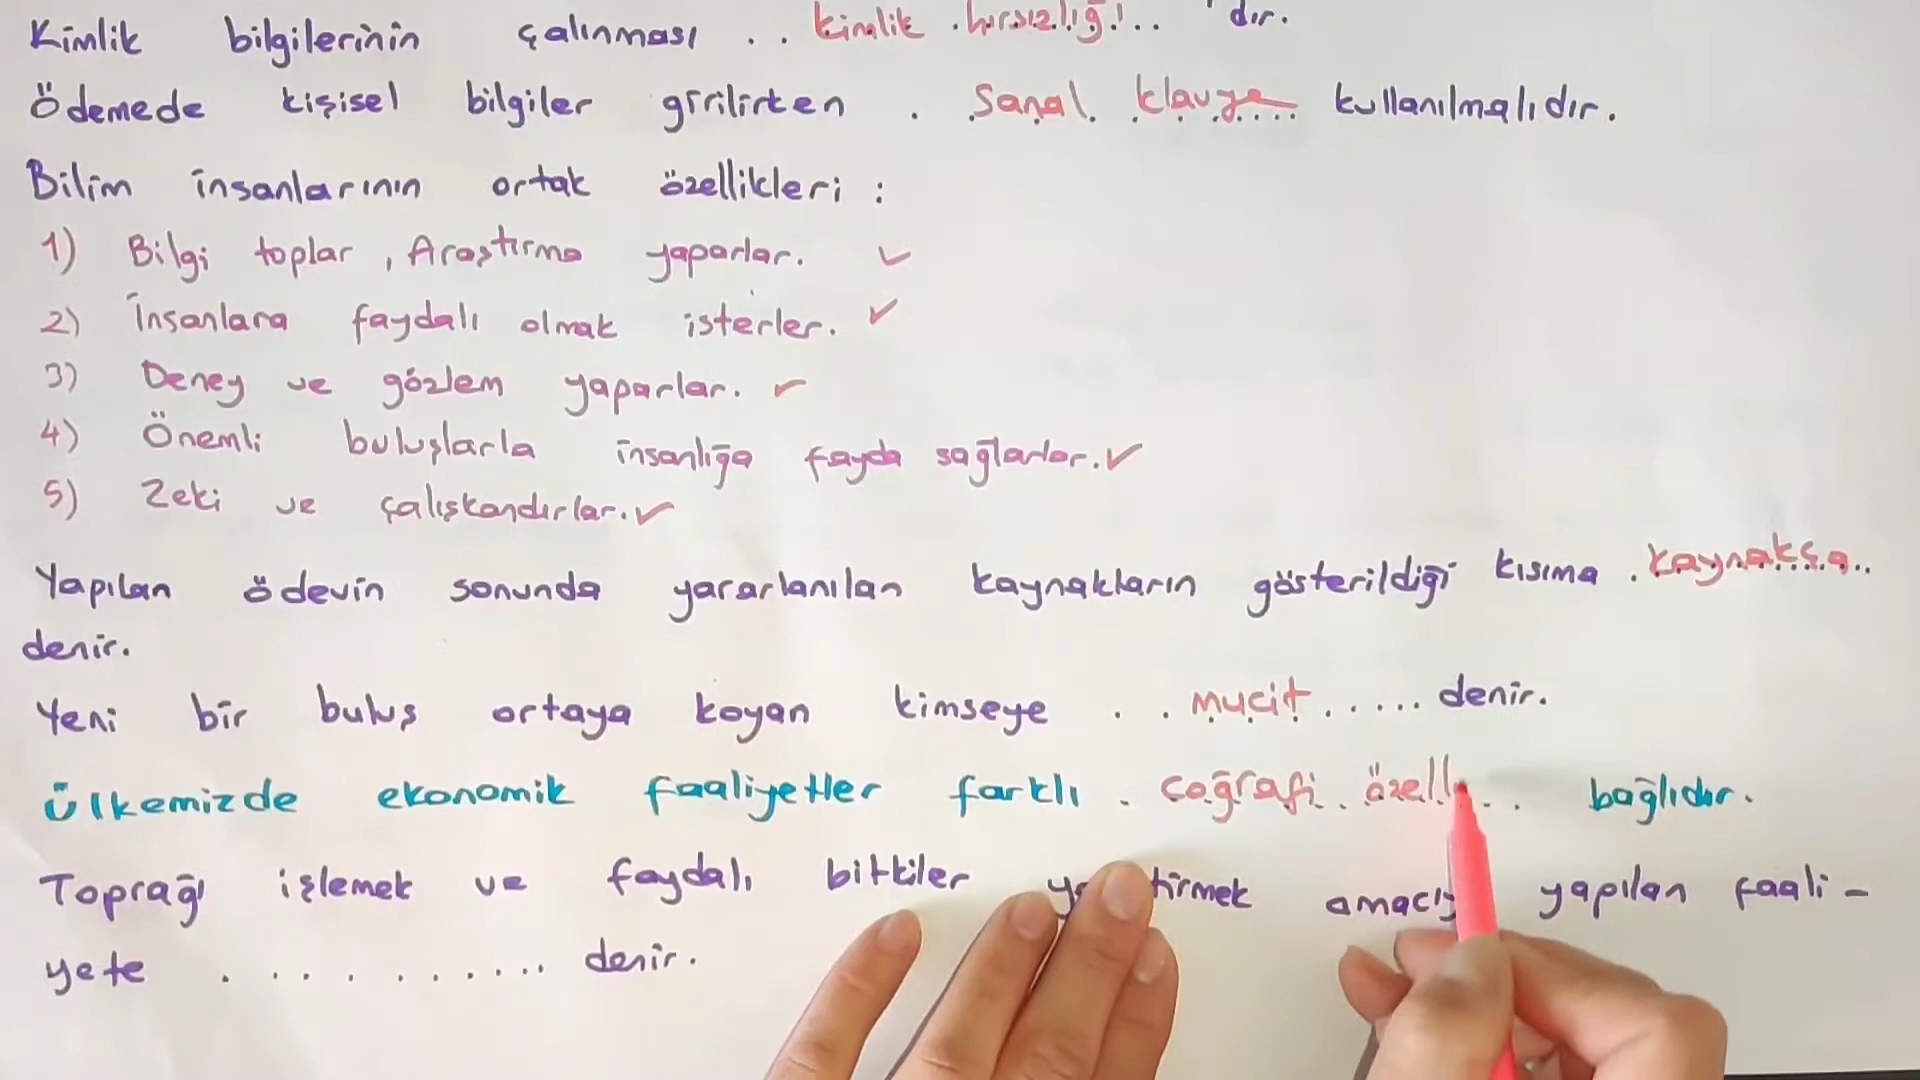 Kimlik bilgilerinin çalınması .. kimlik hırsızlığı.. 'dır.
Ödemede kişisel bilgiler girilirken . Sanal klavye.... kullanılmalıdır.
Bilim insanlarının ortak özellikleri :
1) Bilgi toplar , Araştırma yaparlar. ✓
2) İnsanlara faydalı olmak isterler. ✓
3) Deney ve gözlem yaparlar. ✓
4) Önemli buluşlarla insanlığa fayda sağlarlar. ✓
5) Zeki ve çalışkandırlar. ✓
Yapılan ödevin sonunda yararlanılan kaynakların gösterildiği kısıma .kaynakça..
denir.
Yeni bir buluş ortaya koyan kimseye . . mucit ..... denir.
Ülkemizde ekonomik faaliyetler farklı . coğrafi.. özell... bağlıdır.
Toprağı işlemek ve faydalı bitkiler yapılan faali-
yete ........... denir.